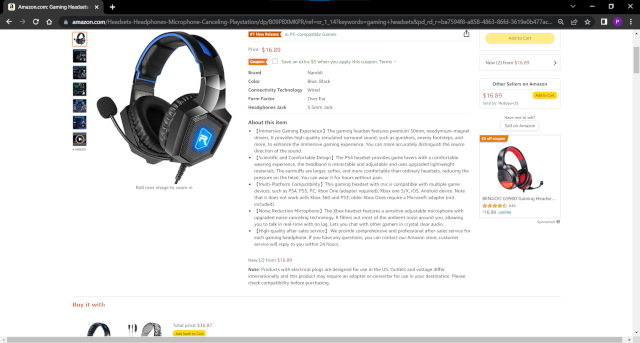 Amazon.com: Gaming Headsets
amazon.com/Headsets-Headphones-Microphone-Canceling-Playstation/dp/B09PBXMKPR/ref=sr_1_14?keywords=gaming+headsets&pd_rd_r=ba7594f8-a858-4863-86fd-3619e0b477ac...
#1 New Release
in PC-compatible Games
Price: $16.89
Coupon
Save an extra $5 when you apply this coupon. Terms
Brand
Color Blue, Black
Connectivity Technology Wired
Form Factor Over Ear
Headphones Jack 3.5mm Jack
About this item
【Immersive Gaming Experience】The gaming headset features premium 50mm, neodymium-magnet
drivers. It provides high-quality simulated surround sound, such as gunshots, enemy footsteps, and
more, to enhance the immersive gaming experience. You can more accurately distinguish the source
direction of the sound.
【Scientific and Comfortable Design】The PS4 headset provides game lovers with a comfortable
wearing experience, the headband is retractable and adjustable and uses upgraded lightweight
materials. The earmuffs are larger, softer, and more comfortable than ordinary headsets, reducing the
pressure on the head. You can wear it for hours without pain.
【Multi-Platform Compatibility】This gaming headset with mic is compatible with multiple game
devices, such as PS4, PS5, PC, Xbox One (adapter required), Xbox one S/X, iOS, Android device. Note
that it does not work with Xbox 360 and PS3; older Xbox Ones require a Microsoft adapter (not
included).
【Noise Reduction Microphone】The Xbox headset features a sensitive adjustable microphone with
upgraded noise-canceling technology. It filters out most of the ambient noise around you, allowing
you to talk in real-time with no lag. Lets you chat with other gamers in crystal clear audio.
【High-quality after-sales service】We provide comprehensive and professional after-sales service for
each gaming headphone. If you have any questions, you can contact our Amazon store, customer
service will reply to you within 24 hours.
New (2) from $16.89
Note: Products with electrical plugs are designed for use in the US. Outlets and voltage differ
internationally and this product may require an adapter or converter for use in your destination. Please
check compatibility before purchasing.
Roll over image to zoom in
Add to Cart
New (2) from $16.89
Other Sellers on Amazon
$16.89
Add to Cart
Sold by:
Have one to sell?
Sell on Amazon
$5 off coupon
BENGOO G9900 Gaming Headse...
Sponsored
Buy it with
Total price: $36.87
Add both to Cart